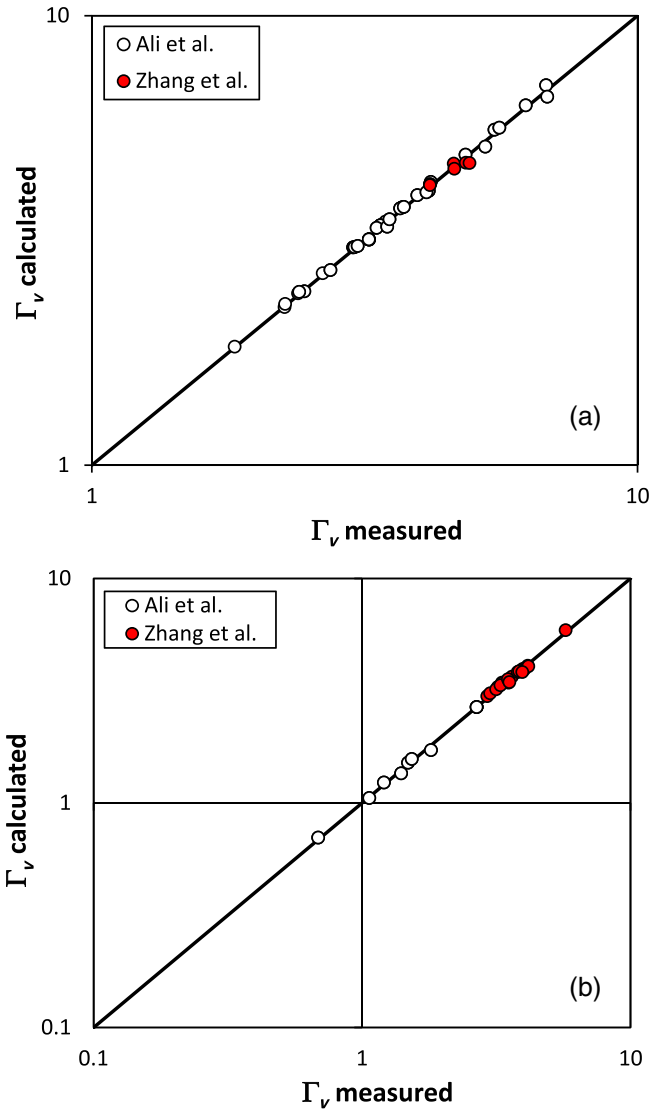 10
Ali et al.
Zhang et al.
Γv calculated
(a)
1
1
10
Γv measured
10
Ali et al.
Zhang et al.
Γv calculated
1
(b)
0.1
0.1
1
10
Γv measured